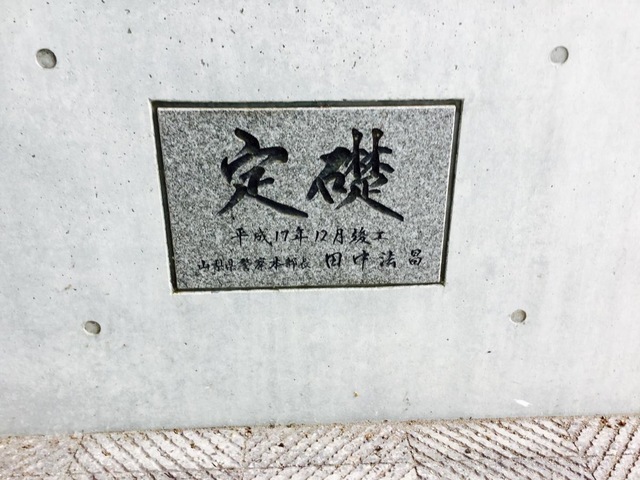 定礎
平成17年12月竣工
山梨県警察本部長 田中法昌